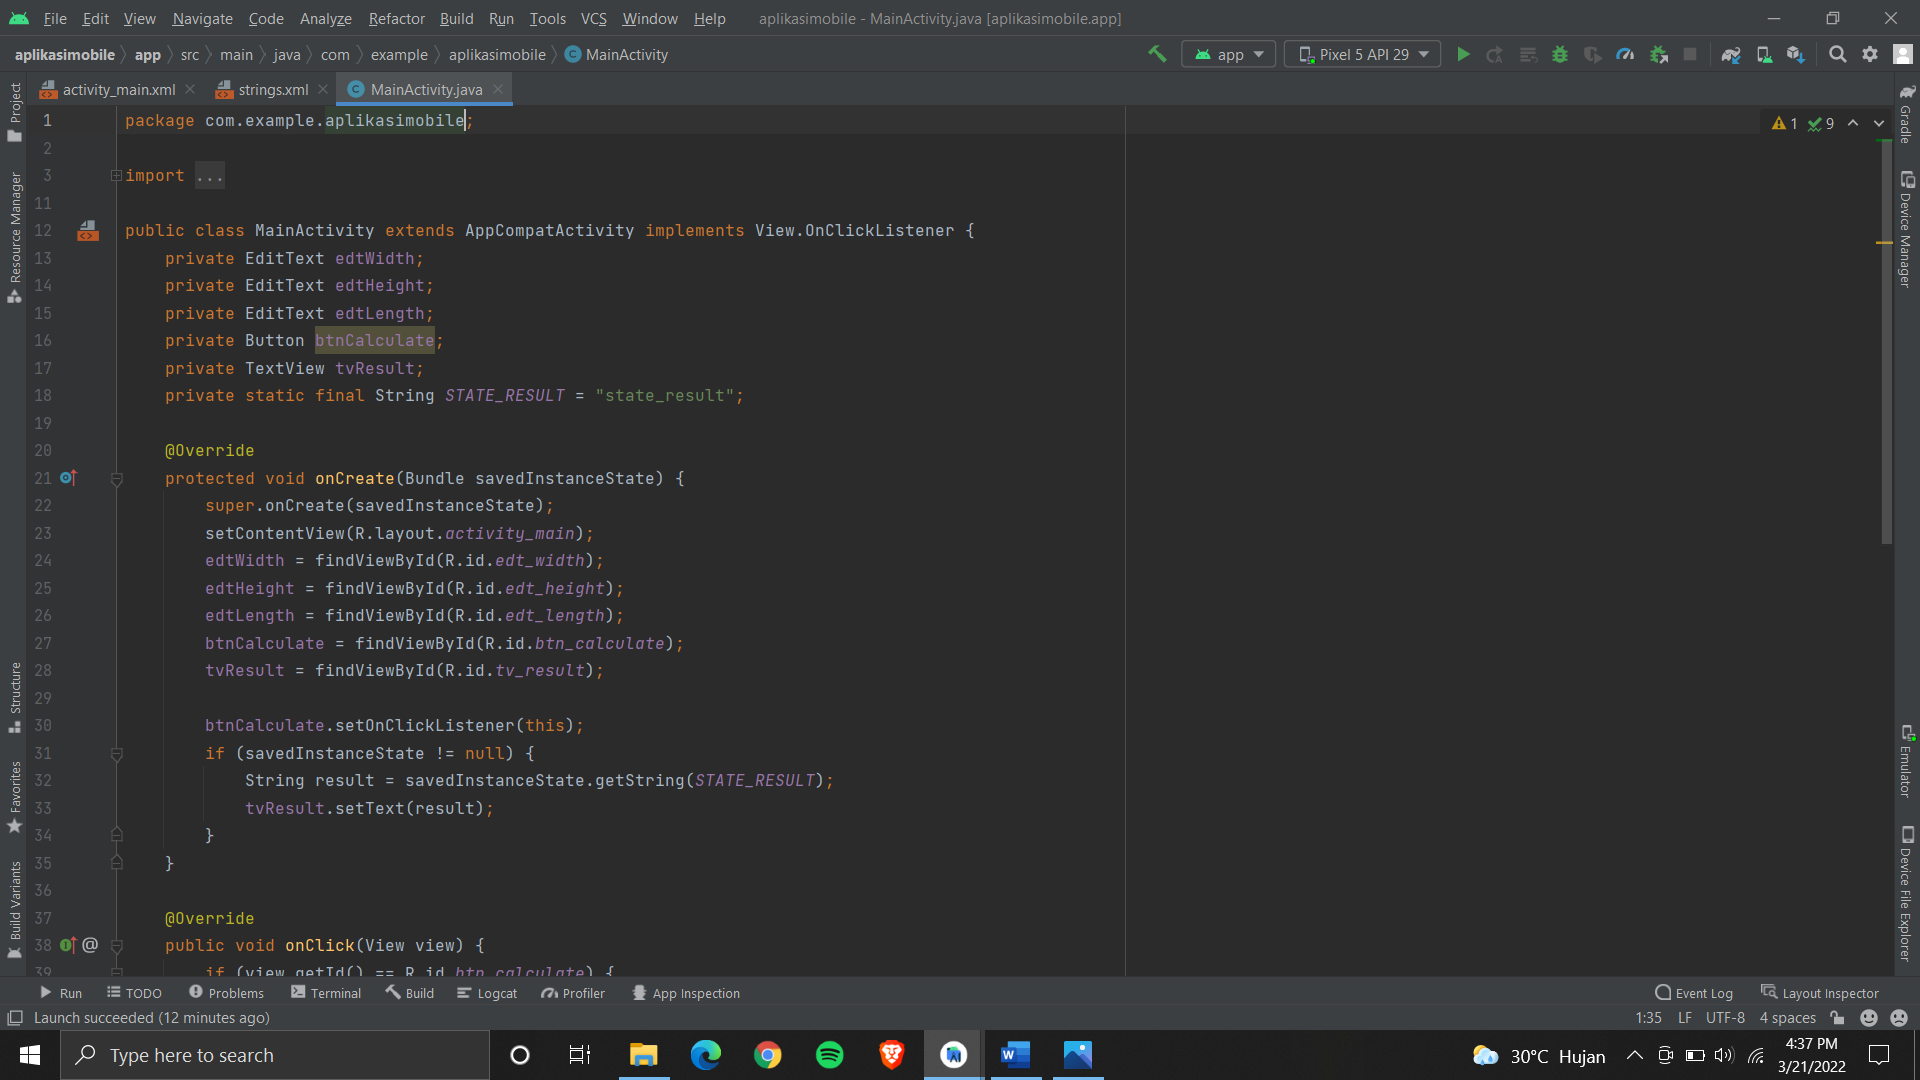 File Edit View Navigate Code Analyze Refactor Build Run Tools VCS Window Help aplikasimobile - MainActivity.java [aplikasimobile.app]
aplikasimobile app src main java com example aplikasimobile MainActivity app Pixel 5 API 29
activity_main.xml strings.xml MainActivity.java
1 package com.example.aplikasimobile; 1 9
2
3 import ...
11
12 public class MainActivity extends AppCompatActivity implements View.OnClickListener {
13 private EditText edtWidth;
14 private EditText edtHeight;
15 private EditText edtLength;
16 private Button btnCalculate;
17 private TextView tvResult;
18 private static final String STATE_RESULT = "state_result";
19
20 @Override
21 protected void onCreate(Bundle savedInstanceState) {
22 super.onCreate(savedInstanceState);
23 setContentView(R.layout.activity_main);
24 edtWidth = findViewById(R.id.edt_width);
25 edtHeight = findViewById(R.id.edt_height);
26 edtLength = findViewById(R.id.edt_length);
27 btnCalculate = findViewById(R.id.btn_calculate);
28 tvResult = findViewById(R.id.tv_result);
29
30 btnCalculate.setOnClickListener(this);
31 if (savedInstanceState != null) {
32 String result = savedInstanceState.getString(STATE_RESULT);
33 tvResult.setText(result);
34 }
35 }
36
37 @Override
38 @ public void onClick(View view) {
39 if (view.getId() == R.id.btn_calculate) {
Project
Resource Manager
Structure
Favorites
Build Variants
Gradle
Device Manager
Emulator
Device File Explorer
Run TODO Problems Terminal Build Logcat Profiler App Inspection Event Log Layout Inspector
Launch succeeded (12 minutes ago) 1:35 LF UTF-8 4 spaces
Type here to search 30°C Hujan 4:37 PM
3/21/2022